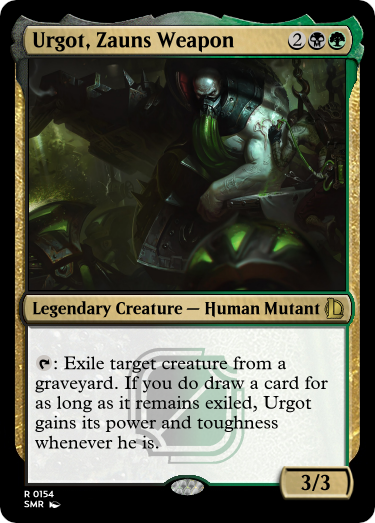 Urgot, Zauns Weapon 2
Legendary Creature — Human Mutant
: Exile target creature from a
graveyard. If you do draw a card for
as long as it remains exiled, Urgot
gains its power and toughness
whenever he is.
3/3
R 0154
SMR